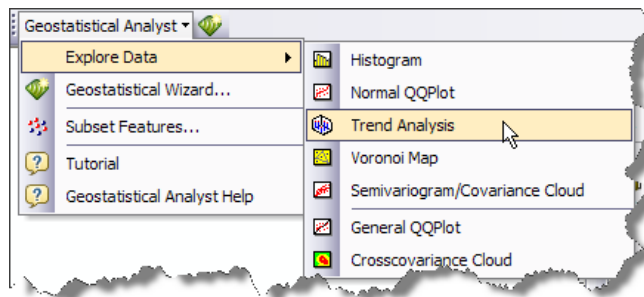 Geostatistical Analyst
Explore Data
Geostatistical Wizard...
Subset Features...
Tutorial
Geostatistical Analyst Help
Histogram
Normal QQPlot
Trend Analysis
Voronoi Map
Semivariogram/Covariance Cloud
General QQPlot
Crosscovariance Cloud